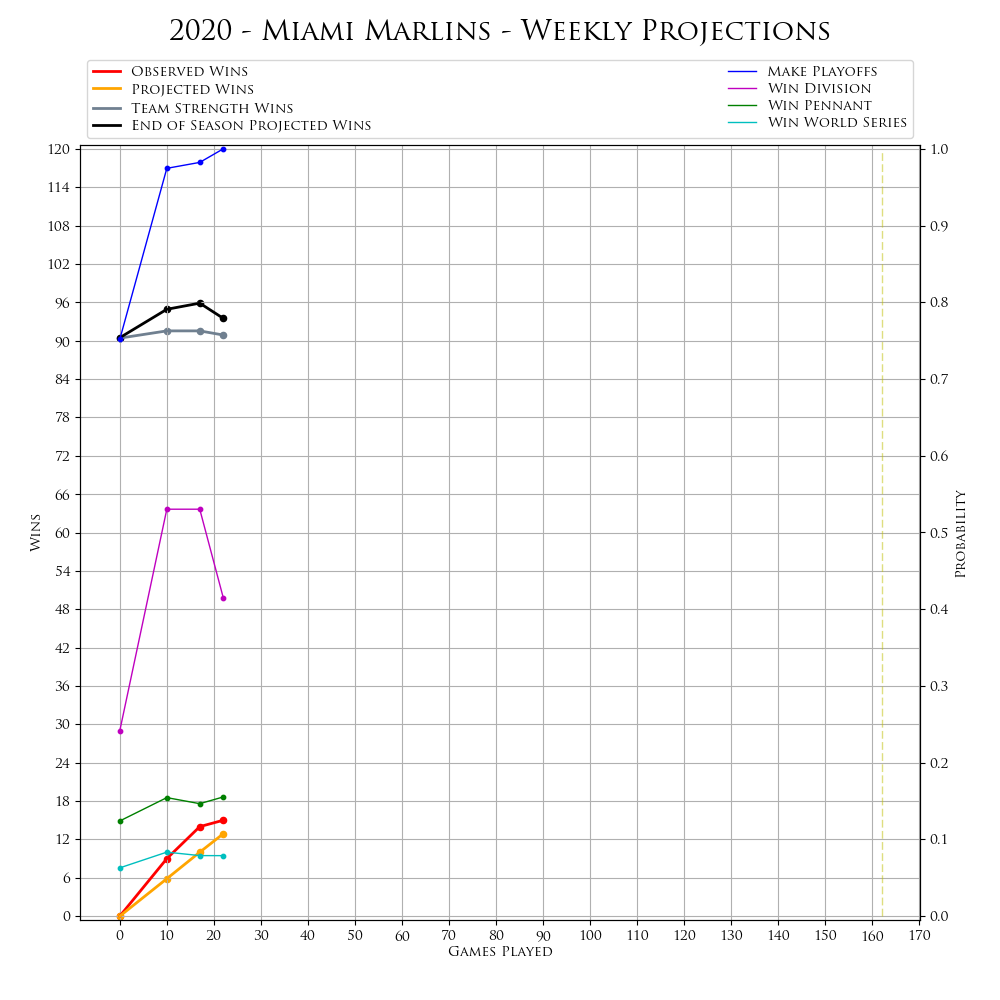 2020 - Miami Marlins - Weekly Projections
Observed Wins
Projected Wins
Team Strength Wins
End of Season Projected Wins
Make Playoffs
Win Division
Win Pennant
Win World Series
120
114
108
102
96
90
84
78
72
66
60
54
48
42
36
30
24
18
12
6
0
Wins
1.0
0.9
0.8
0.7
0.6
0.5
0.4
0.3
0.2
0.1
0.0
Probability
0 10 20 30 40 50 60 70 80 90 100 110 120 130 140 150 160 170
Games Played